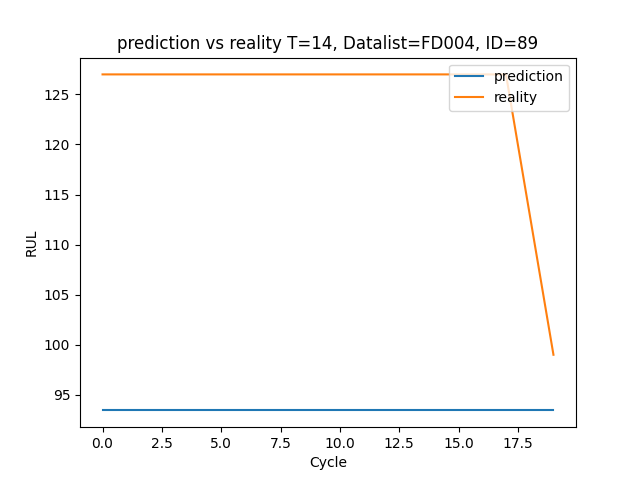 prediction vs reality T=14, Datalist=FD004, ID=89
prediction
reality
125
120
115
110
105
100
95
RUL
0.0 2.5 5.0 7.5 10.0 12.5 15.0 17.5
Cycle